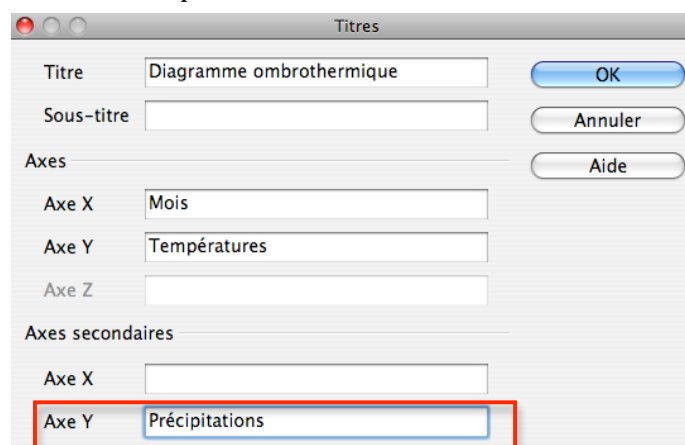 Titres
Titre Diagramme ombrothermique OK
Sous-titre Annuler
Axes Aide
Axe X Mois
Axe Y Températures
Axe Z
Axes secondaires
Axe X
Axe Y Précipitations